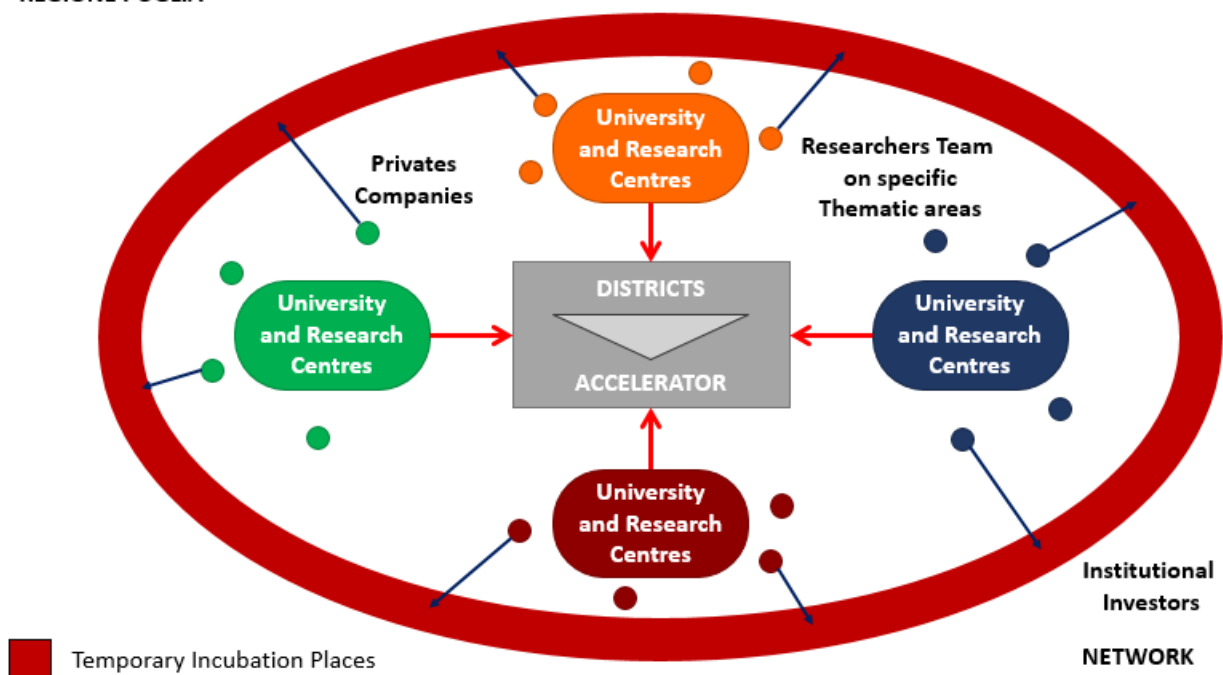 University
and Research
Centres
Privates
Companies
Researchers Team
on specific
Thematic areas
University
and Research
Centres
DISTRICTS
ACCELERATOR
University
and Research
Centres
University
and Research
Centres
Institutional
Investors
NETWORK
Temporary Incubation Places